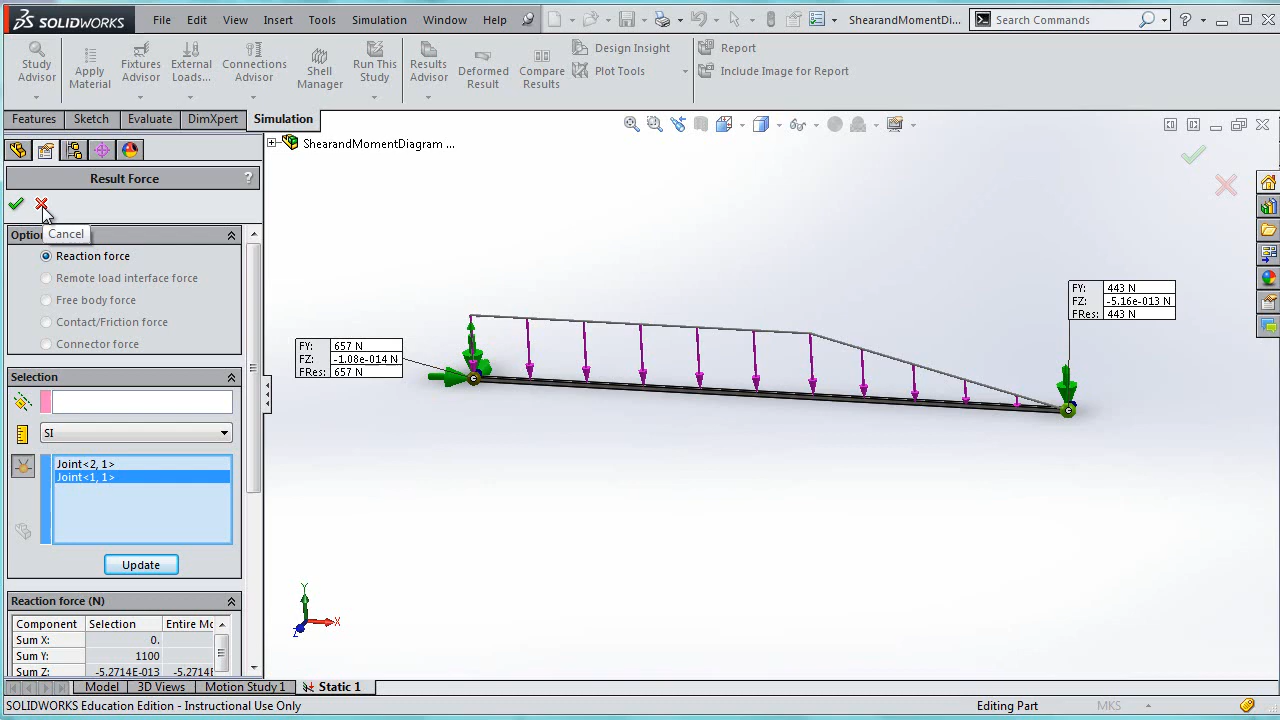 SOLIDWORKS File Edit View Insert Tools Simulation Help ShearandMomentDi... Search Commands
Study Advisor Apply Material Fixtures Advisor External Loads... Connections Advisor Shell Manager Run This Study Results Advisor Deformed Result Compare Results Design Insight Plot Tools Report Include Image for Report
Features Sketch Evaluate DimXpert Simulation
ShearandMomentDiagram ...
Result Force ?
Cancel
Reaction force
Remote load interface force
Free body force
Contact/Friction force
Connector force
Selection
SI
Joint<2, 1>
Joint<1, 1>
Update
Reaction force (N)
Component Selection Entire Mo
Sum X: 0.
Sum Y: 1100
Sum Z: -5.2714E-013 -5.2714E
FY: 657 N
FZ: -1.08e-014 N
FRes: 657 N
FY: 443 N
FZ: -5.16e-013 N
FRes: 443 N
Y
X
Z
Model 3D Views Motion Study 1 Static 1
SOLIDWORKS Education Edition - Instructional Use Only Editing Part MKS